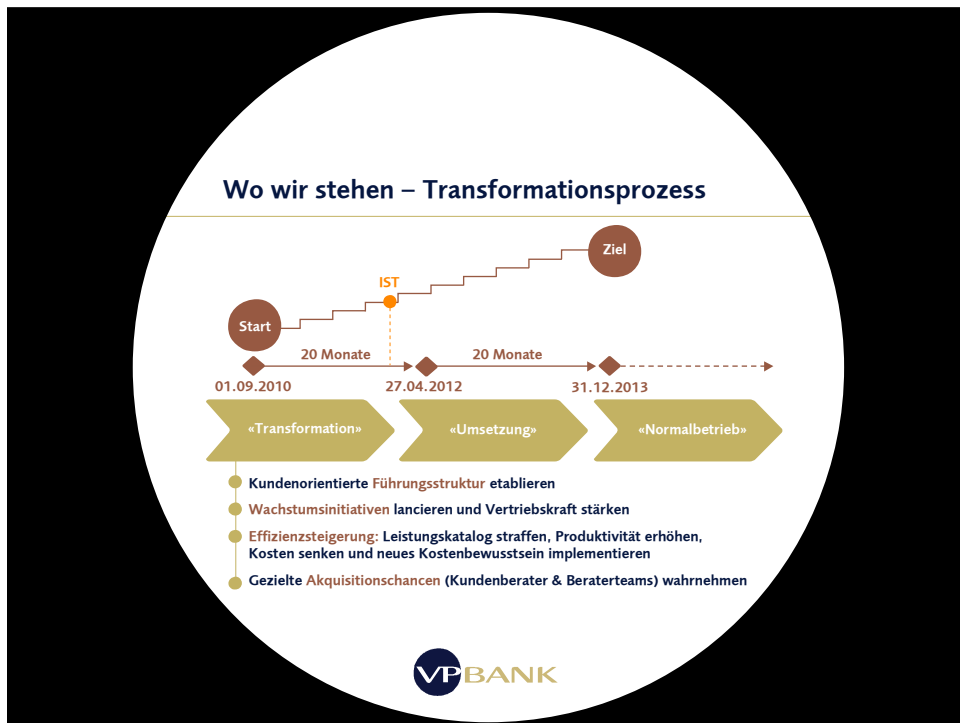 Wo wir stehen – Transformationsprozess
Ziel
IST
Start
20 Monate
20 Monate
01.09.2010
27.04.2012
31.12.2013
«Transformation»
«Umsetzung»
«Normalbetrieb»
Kundenorientierte Führungsstruktur etablieren
Wachstumsinitiativen lancieren und Vertriebskraft stärken
Effizienzsteigerung: Leistungskatalog straffen, Produktivität erhöhen,
Kosten senken und neues Kostenbewusstsein implementieren
Gezielte Akquisitionschancen (Kundenberater & Beraterteams) wahrnehmen
VPBANK